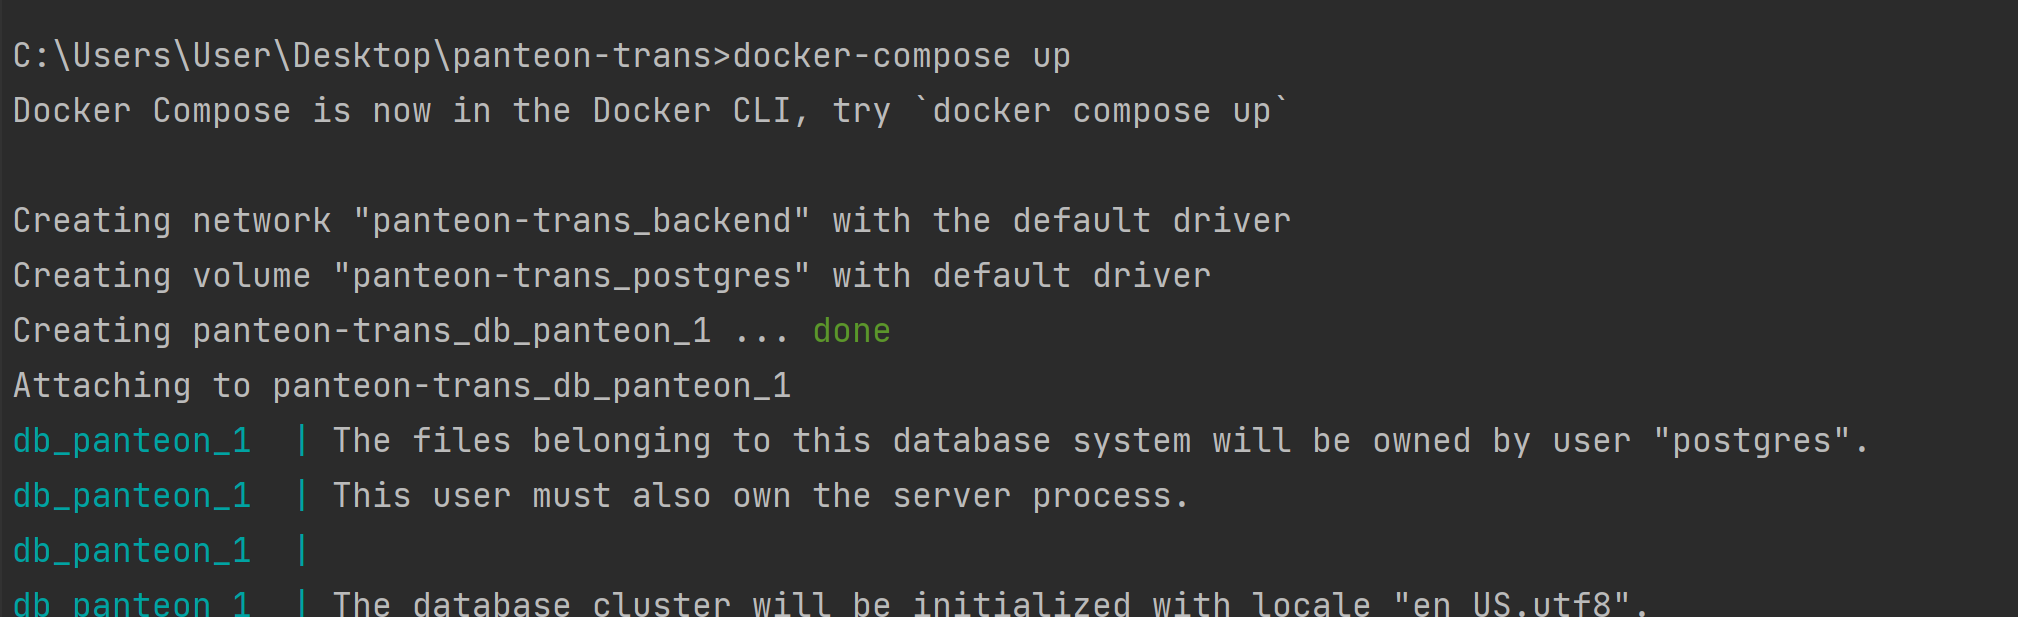 C:\Users\User\Desktop\panteon-trans>docker-compose up
Docker Compose is now in the Docker CLI, try `docker compose up`
Creating network "panteon-trans_backend" with the default driver
Creating volume "panteon-trans_postgres" with default driver
Creating panteon-trans_db_panteon_1 ... done
Attaching to panteon-trans_db_panteon_1
db_panteon_1  | The files belonging to this database system will be owned by user "postgres".
db_panteon_1  | This user must also own the server process.
db_panteon_1  |
db_panteon_1  | The database cluster will be initialized with locale "en_US.utf8".